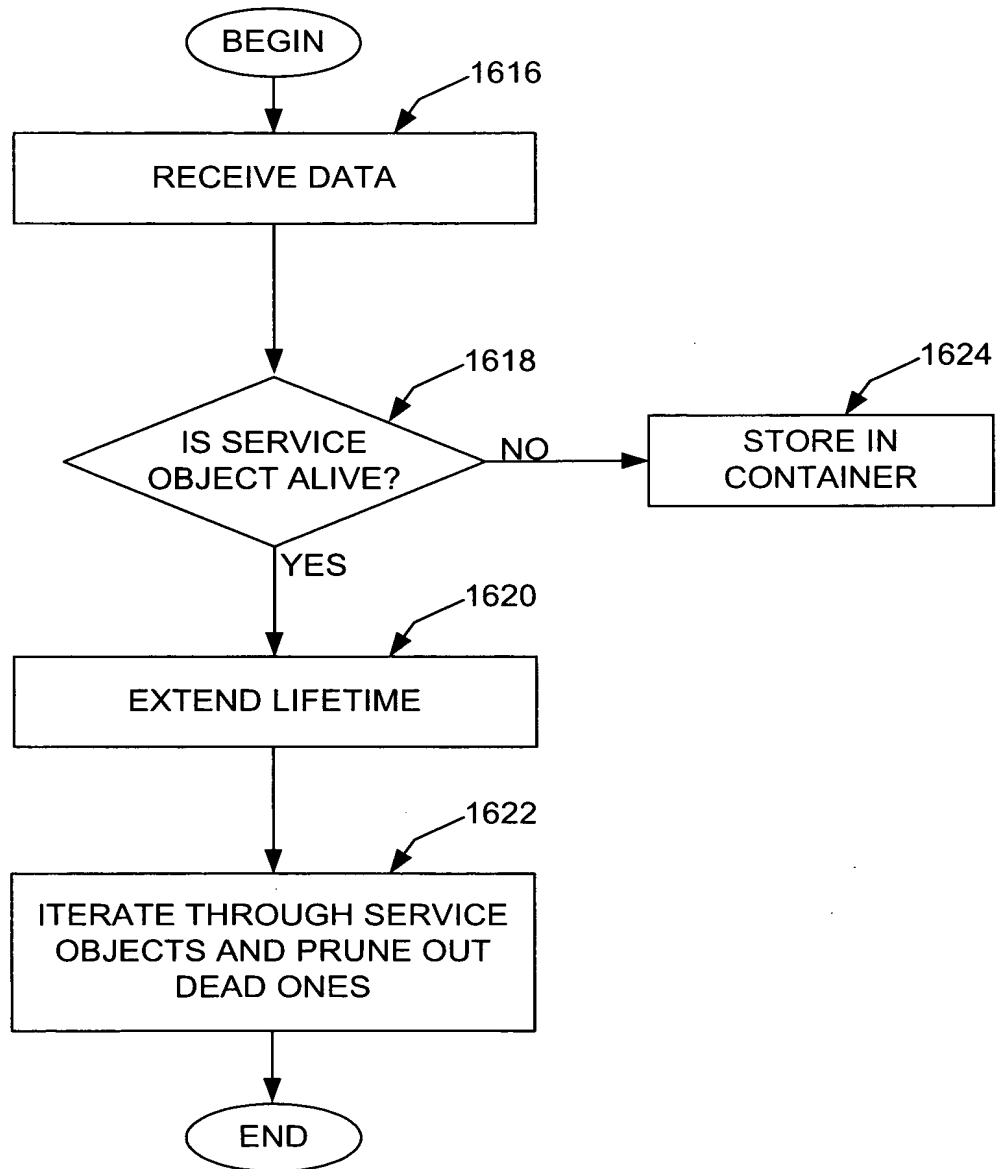 BEGIN
1616
RECEIVE DATA
1618
IS SERVICE
OBJECT ALIVE?
NO
1624
STORE IN
CONTAINER
YES
1620
EXTEND LIFETIME
1622
ITERATE THROUGH SERVICE
OBJECTS AND PRUNE OUT
DEAD ONES
END